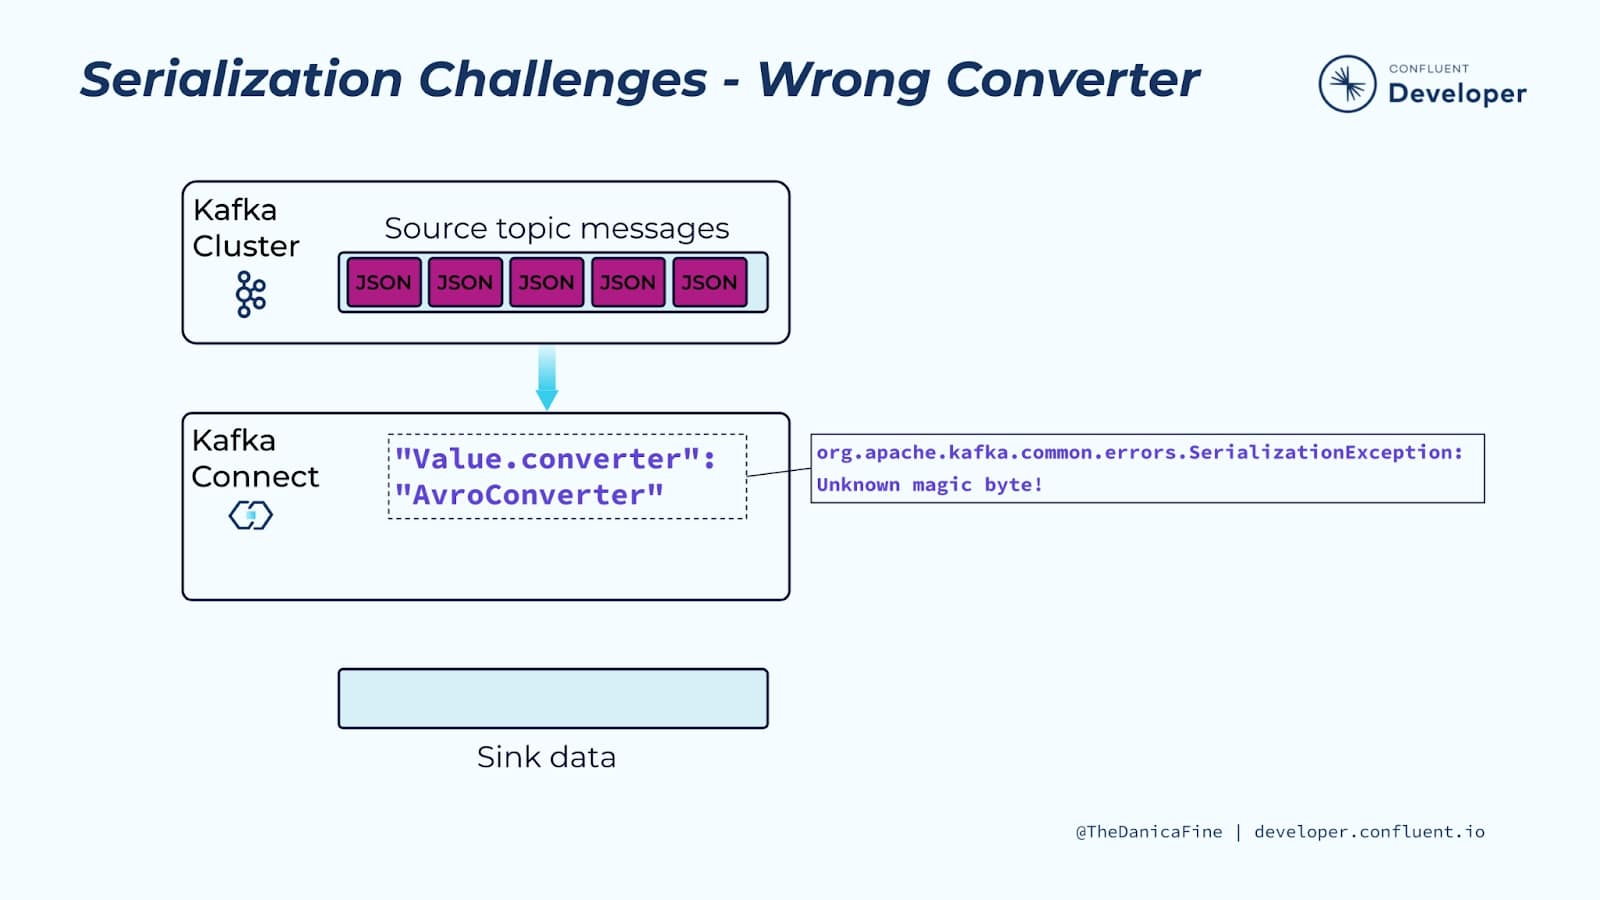 Serialization Challenges - Wrong Converter
CONFLUENT
Developer
Kafka
Cluster
Source topic messages
JSON JSON JSON JSON JSON
Kafka
Connect
"Value.converter":
"AvroConverter"
org.apache.kafka.common.errors.SerializationException:
Unknown magic byte!
Sink data
@TheDanicaFine | developer.confluent.io